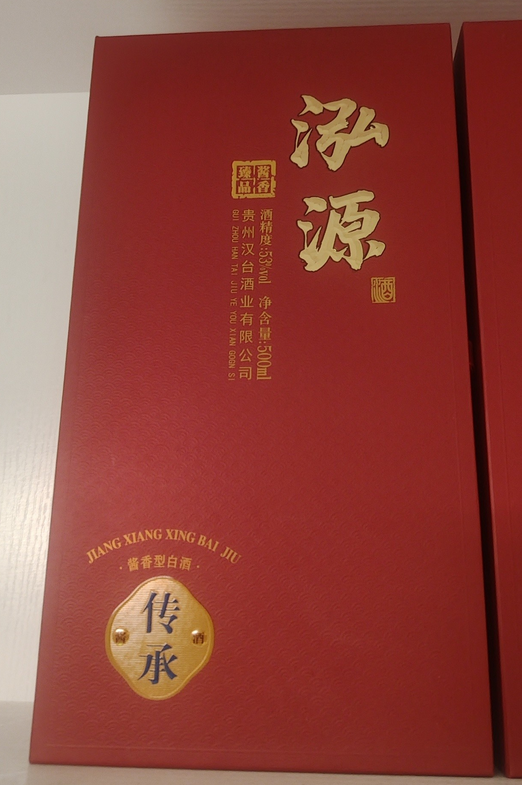 泓源
酒
酱香
臻品
酒精度:53%vol 净含量:500ml
贵州汉台酒业有限公司
GUI ZHOU HAN TAI JIU YE YOU XIAN GOGN SI
JIANG XIANG XING BAI JIU
·酱香型白酒·
传承
酒